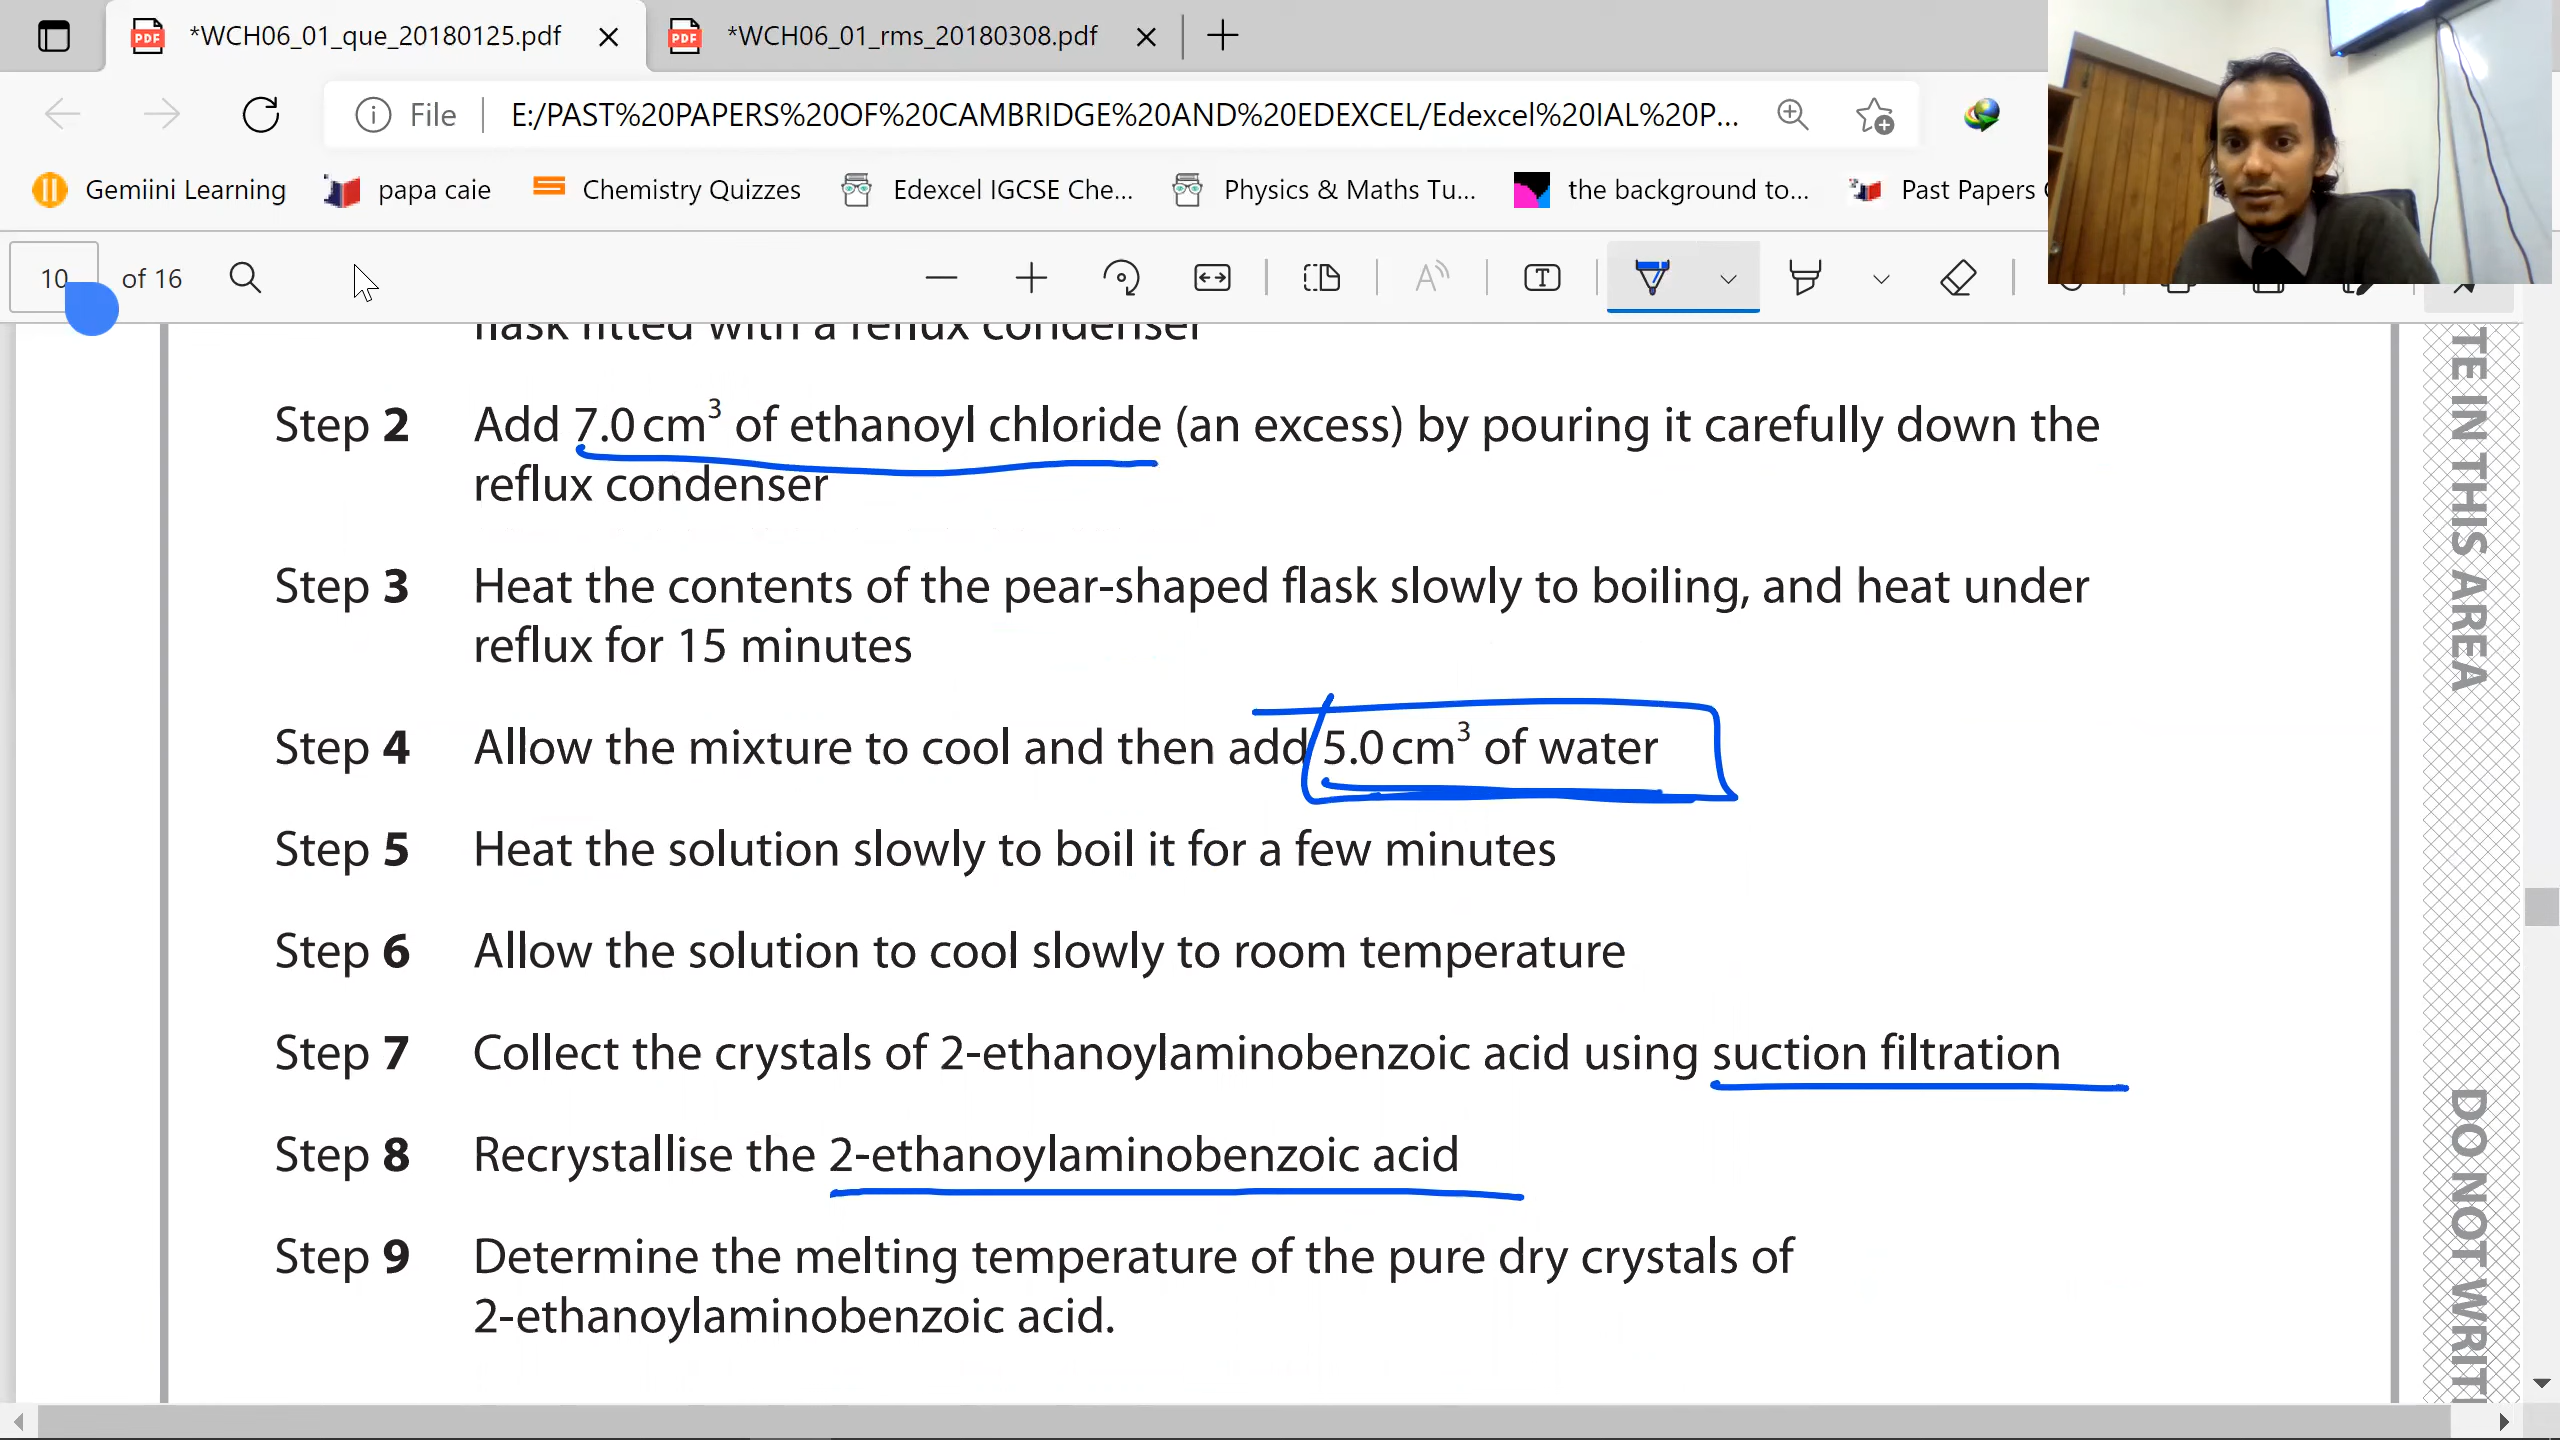 *WCH06_01_que_20180125.pdf
*WCH06_01_rms_20180308.pdf
File
E:/PAST%20PAPERS%20OF%20CAMBRIDGE%20AND%20EDEXCEL/Edexcel%20IAL%20P...
Gemiini Learning
papa caie
Chemistry Quizzes
Edexcel IGCSE Che...
Physics & Maths Tu...
the background to...
Past Papers
10 of 16
flask fitted with a reflux condenser
Step 2 Add 7.0 cm³ of ethanoyl chloride (an excess) by pouring it carefully down the
reflux condenser
Step 3 Heat the contents of the pear-shaped flask slowly to boiling, and heat under
reflux for 15 minutes
Step 4 Allow the mixture to cool and then add 5.0 cm³ of water
Step 5 Heat the solution slowly to boil it for a few minutes
Step 6 Allow the solution to cool slowly to room temperature
Step 7 Collect the crystals of 2-ethanoylaminobenzoic acid using suction filtration
Step 8 Recrystallise the 2-ethanoylaminobenzoic acid
Step 9 Determine the melting temperature of the pure dry crystals of
2-ethanoylaminobenzoic acid.
TE IN THIS AREA
DO NOT WRIT